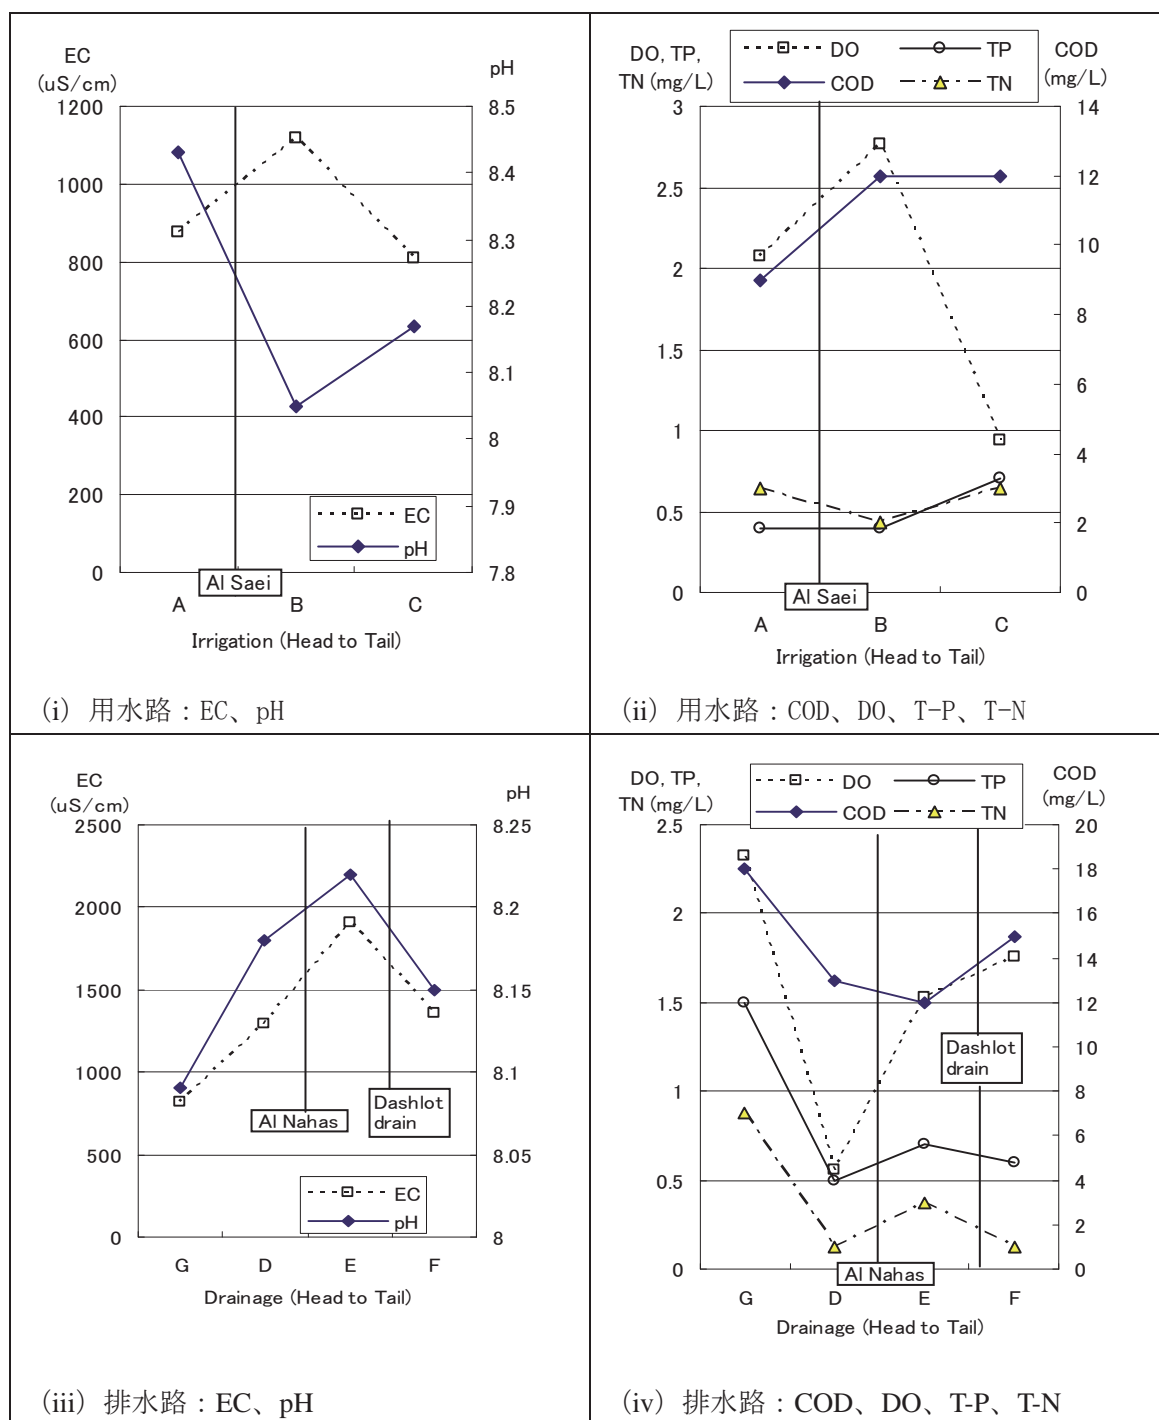 EC
(uS/cm)
pH
1200
1000
800
600
400
200
0
8.5
8.4
8.3
8.2
8.1
8
7.9
7.8
EC
pH
Al Saei
A
B
C
Irrigation (Head to Tail)
(i) 用水路：EC、pH
DO, TP,
TN (mg/L)
DO
TP
COD
TN
COD
(mg/L)
3
2.5
2
1.5
1
0.5
0
14
12
10
8
6
4
2
0
Al Saei
A
B
C
Irrigation (Head to Tail)
(ii) 用水路：COD、DO、T-P、T-N
EC
(uS/cm)
pH
2500
2000
1500
1000
500
0
8.25
8.2
8.15
8.1
8.05
8
Al Nahas
Dashlot
drain
EC
pH
G
D
E
F
Drainage (Head to Tail)
(iii) 排水路：EC、pH
DO, TP,
TN (mg/L)
DO
TP
COD
TN
COD
(mg/L)
2.5
2
1.5
1
0.5
0
20
18
16
14
12
10
8
6
4
2
0
Dashlot
drain
Al Nahas
G
D
E
F
Drainage (Head to Tail)
(iv) 排水路：COD、DO、T-P、T-N